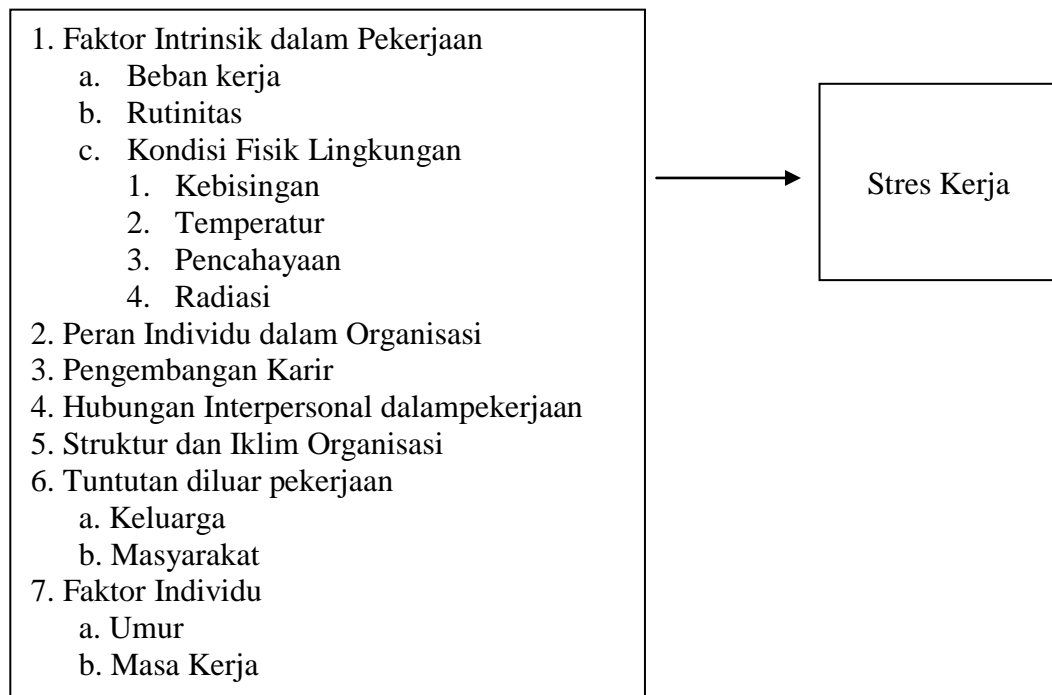 1. Faktor Intrinsik dalam Pekerjaan
a. Beban kerja
b. Rutinitas
c. Kondisi Fisik Lingkungan
1. Kebisingan
2. Temperatur
3. Pencahayaan
4. Radiasi
2. Peran Individu dalam Organisasi
3. Pengembangan Karir
4. Hubungan Interpersonal dalampekerjaan
5. Struktur dan Iklim Organisasi
6. Tuntutan diluar pekerjaan
a. Keluarga
b. Masyarakat
7. Faktor Individu
a. Umur
b. Masa Kerja
Stres Kerja